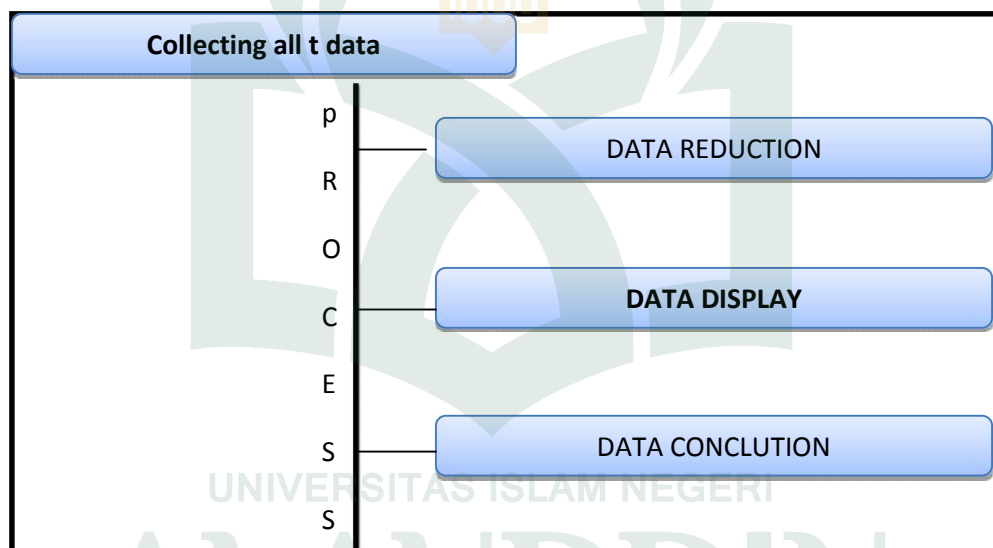 Collecting all t data
p
DATA REDUCTION
R
O
DATA DISPLAY
C
E
DATA CONCLUTION
S
UNIVERSITAS ISLAM NEGERI
S